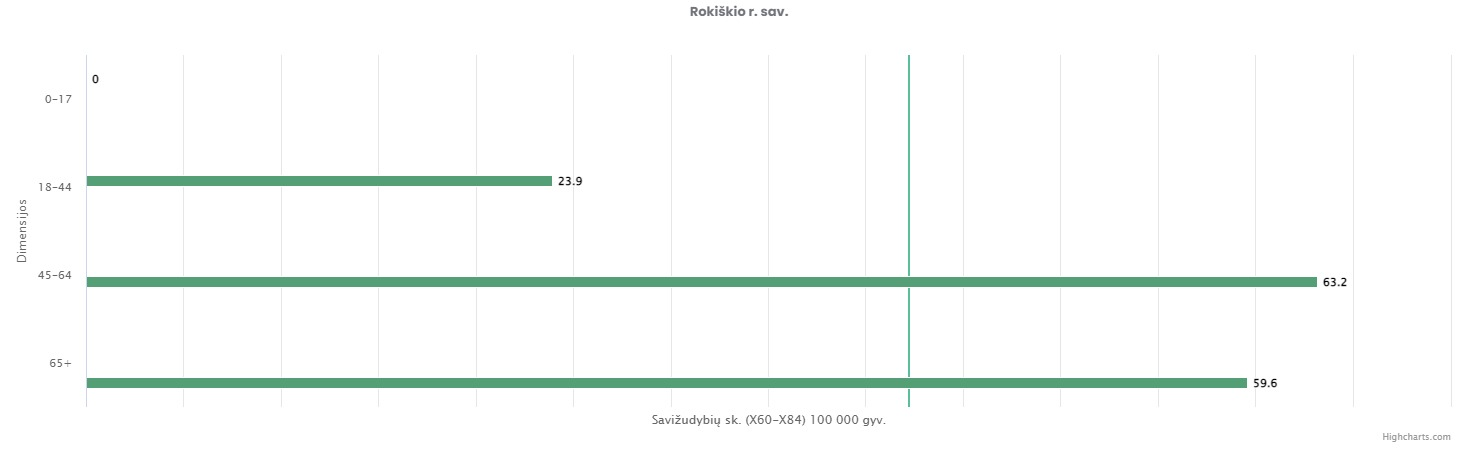 Rokiškio r. sav.
0
0-17
18-44
23.9
Dimensijos
45-64
63.2
65+
59.6
Savižudybių sk. (X60-X84) 100 000 gyv.
Highcharts.com